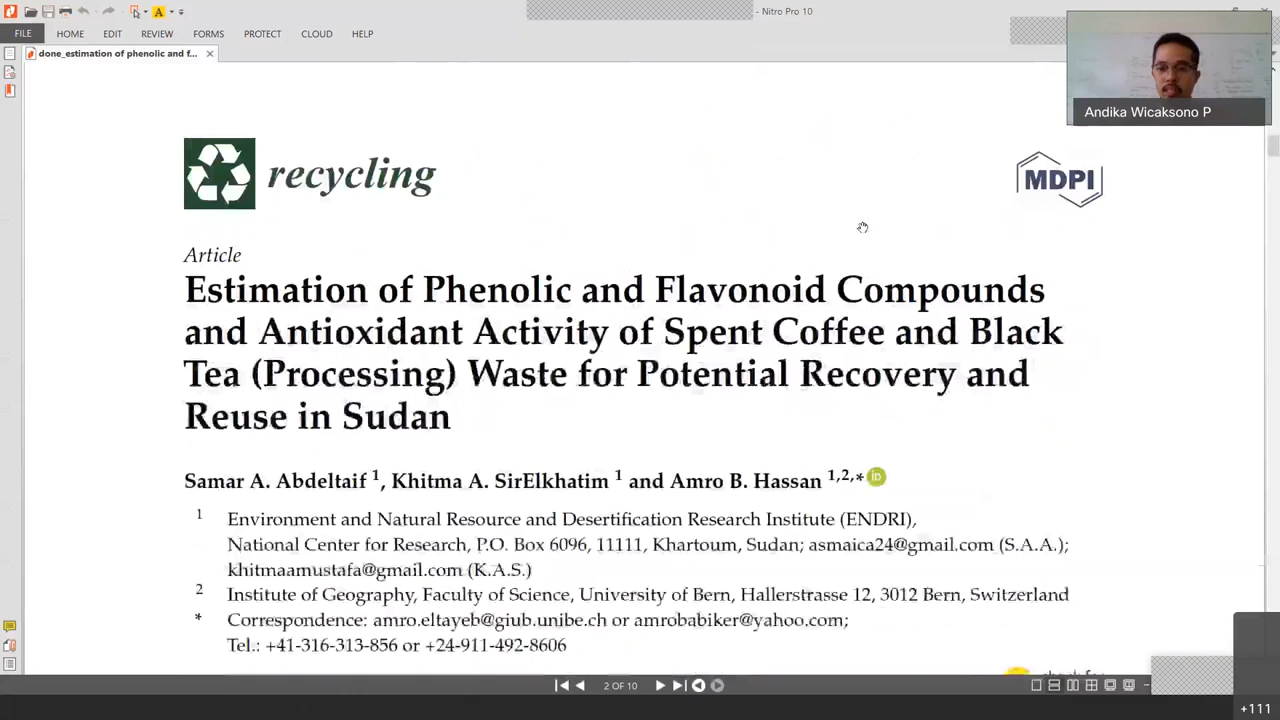 - Nitro Pro 10
FILE HOME EDIT REVIEW FORMS PROTECT CLOUD HELP
done_estimation of phenolic and f...
Andika Wicaksono P
recycling
MDPI
Article
Estimation of Phenolic and Flavonoid Compounds
and Antioxidant Activity of Spent Coffee and Black
Tea (Processing) Waste for Potential Recovery and
Reuse in Sudan
Samar A. Abdeltaif 1, Khitma A. SirElkhatim 1 and Amro B. Hassan 1,2,* iD
1 Environment and Natural Resource and Desertification Research Institute (ENDRI),
National Center for Research, P.O. Box 6096, 11111, Khartoum, Sudan; asmaica24@gmail.com (S.A.A.);
khitmaamustafa@gmail.com (K.A.S.)
2 Institute of Geography, Faculty of Science, University of Bern, Hallerstrasse 12, 3012 Bern, Switzerland
* Correspondence: amro.eltayeb@giub.unibe.ch or amrobabiker@yahoo.com;
Tel.: +41-316-313-856 or +24-911-492-8606
2 OF 10
+111